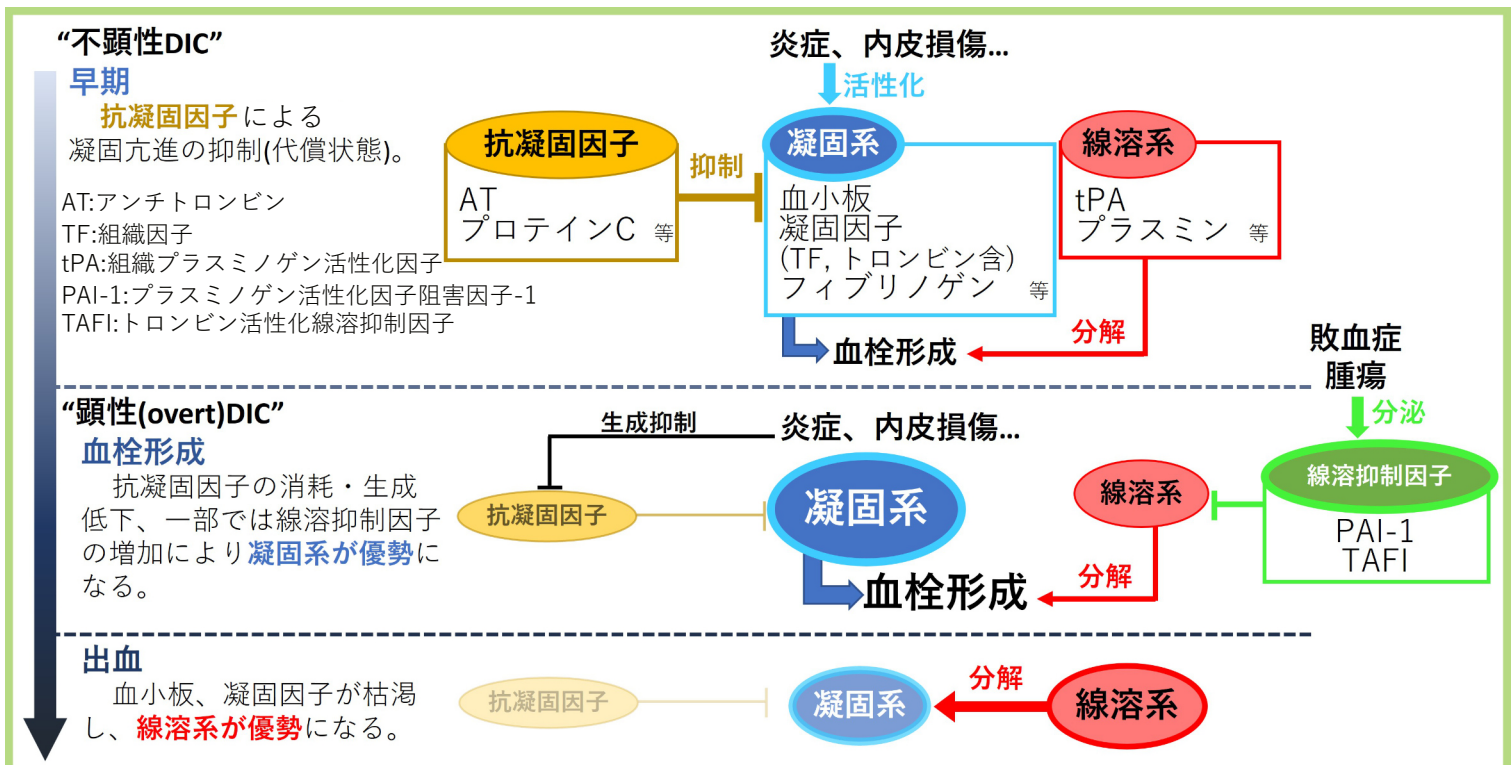 “不顕性DIC”
早期
抗凝固因子による
凝固亢進の抑制(代償状態)。
AT:アンチトロンビン
TF:組織因子
tPA:組織プラスミノゲン活性化因子
PAI-1:プラスミノゲン活性化因子阻害因子-1
TAFI:トロンビン活性化線溶抑制因子
抗凝固因子
AT
プロテインC 等
抑制
炎症、内皮損傷...
活性化
凝固系
血小板
凝固因子
(TF, トロンビン含)
フィブリノゲン 等
線溶系
tPA
プラスミン 等
分解
血栓形成
“顕性(overt)DIC”
血栓形成
抗凝固因子の消耗・生成
低下、一部では線溶抑制因子
の増加により凝固系が優勢に
なる。
生成抑制
炎症、内皮損傷...
抗凝固因子
凝固系
血栓形成
線溶系
分解
敗血症
腫瘍
分泌
線溶抑制因子
PAI-1
TAFI
出血
血小板、凝固因子が枯渇
し、線溶系が優勢になる。
抗凝固因子
凝固系
分解
線溶系